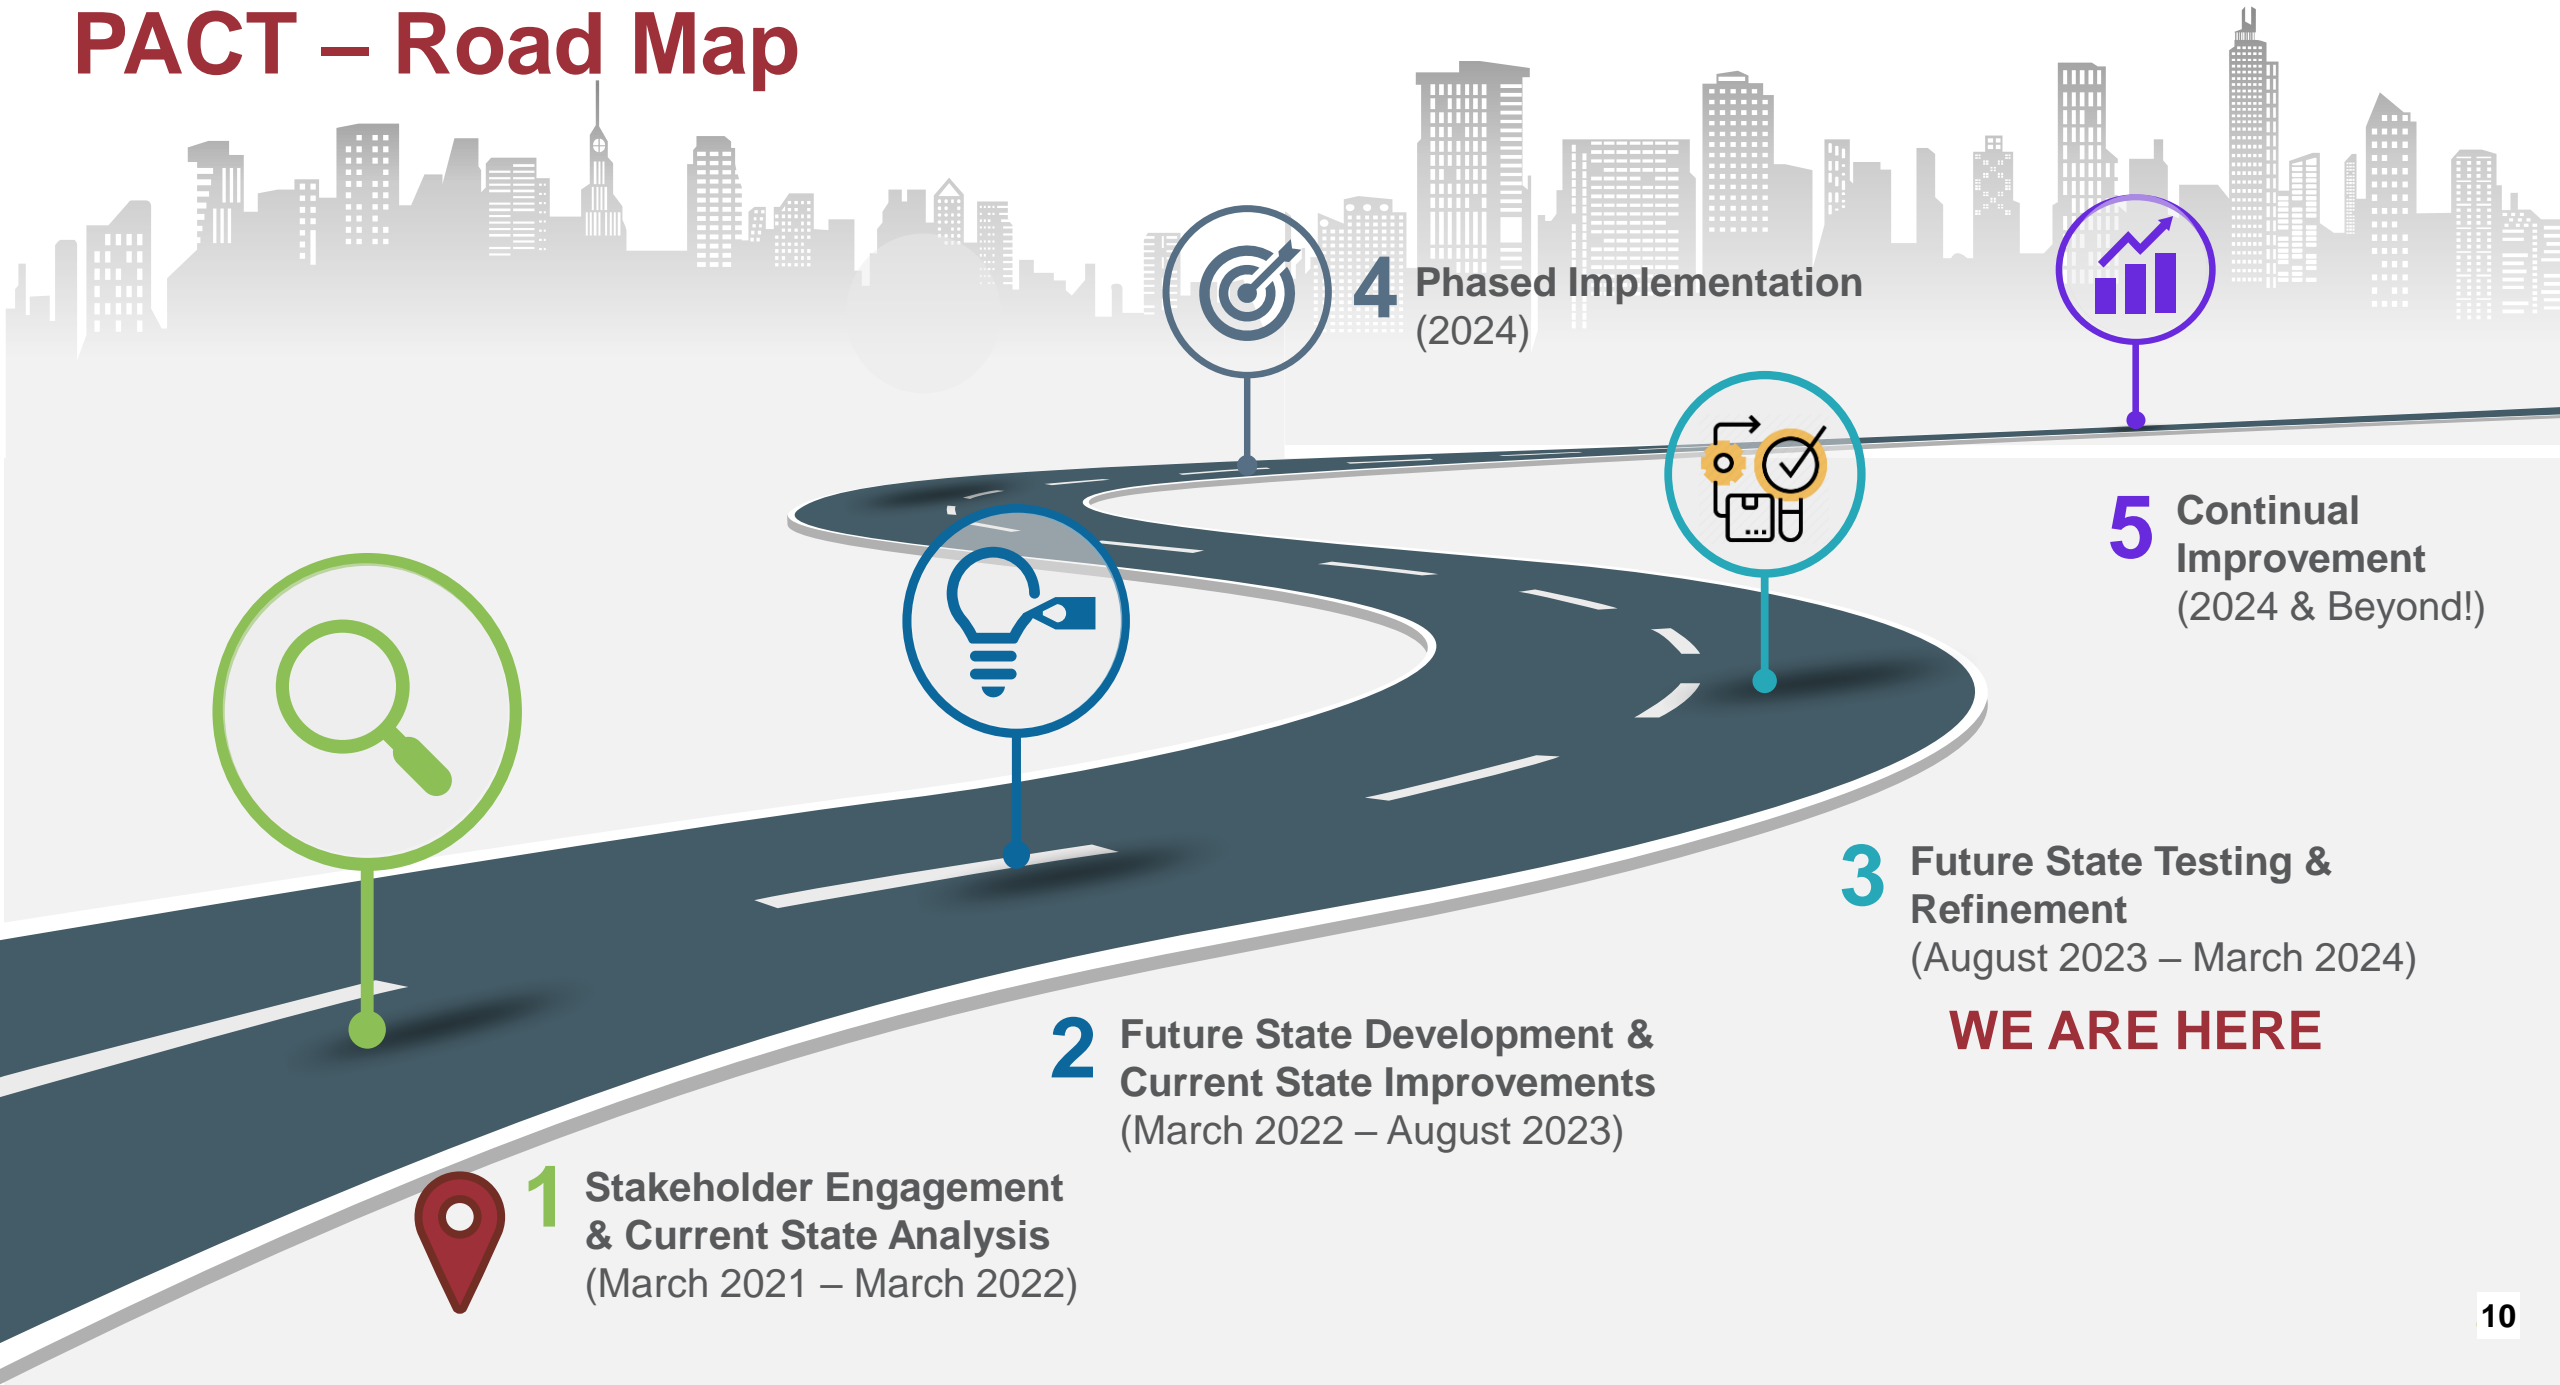 PACT – Road Map
4
Phased Implementation
(2024)
5
Continual
Improvement
(2024 & Beyond!)
3
Future State Testing &
Refinement
(August 2023 – March 2024)
WE ARE HERE
2
Future State Development &
Current State Improvements
(March 2022 – August 2023)
1
Stakeholder Engagement
& Current State Analysis
(March 2021 – March 2022)
10